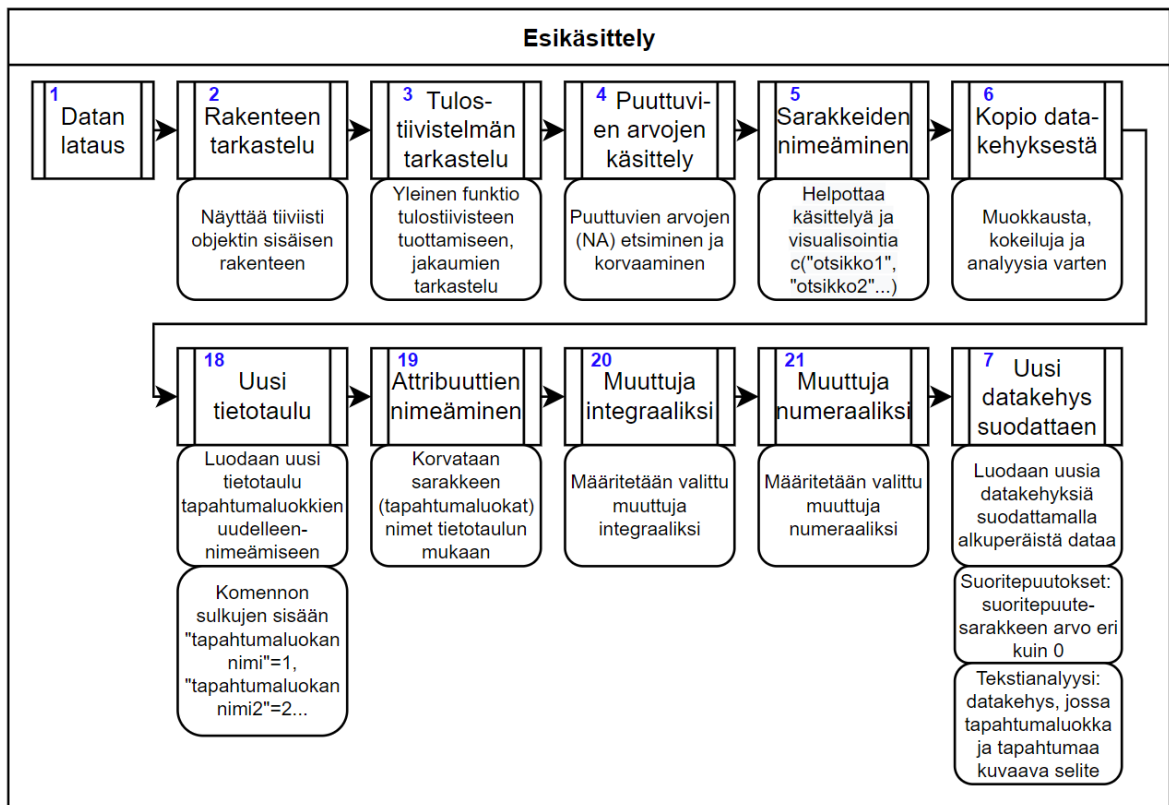 Esikäsittely
1
Datan
lataus
2
Rakenteen
tarkastelu
Näyttää tiiviisti
objektin sisäisen
rakenteen
3
Tulos-
tiivistelmän
tarkastelu
Yleinen funktio
tulostiivisteen
tuottamiseen,
jakaumien
tarkastelu
4
Puuttuvi-
en arvojen
käsittely
Puuttuvien arvojen
(NA) etsiminen ja
korvaaminen
5
Sarakkeiden
nimeäminen
Helpottaa
käsittelyä ja
visualisointia
c("otsikko1",
"otsikko2"...)
6
Kopio data-
kehyksestä
Muokkausta,
kokeiluja ja
analyysia varten
18
Uusi
tietotaulu
Luodaan uusi
tietotaulu
tapahtumaluokkien
uudelleen-
nimeämiseen
Komennon
sulkujen sisään
"tapahtumaluokan
nimi"=1,
"tapahtumaluokan
nimi2"=2...
19
Attribuuttien
nimeäminen
Korvataan
sarakkeen
(tapahtumaluokat)
nimet tietotaulun
mukaan
20
Muuttuja
integraaliksi
Määritetään valittu
muuttuja
integraaliksi
21
Muuttuja
numeraaliksi
Määritetään valittu
muuttuja
numeraaliksi
7
Uusi
datakehys
suodattaen
Luodaan uusia
datakehyksiä
suodattamalla
alkuperäistä dataa
Suoritepuutokset:
suoritepuute-
sarakkeen arvo eri
kuin 0
Tekstianalyysi:
datakehys, jossa
tapahtumaluokka
ja tapahtumaa
kuvaava selite